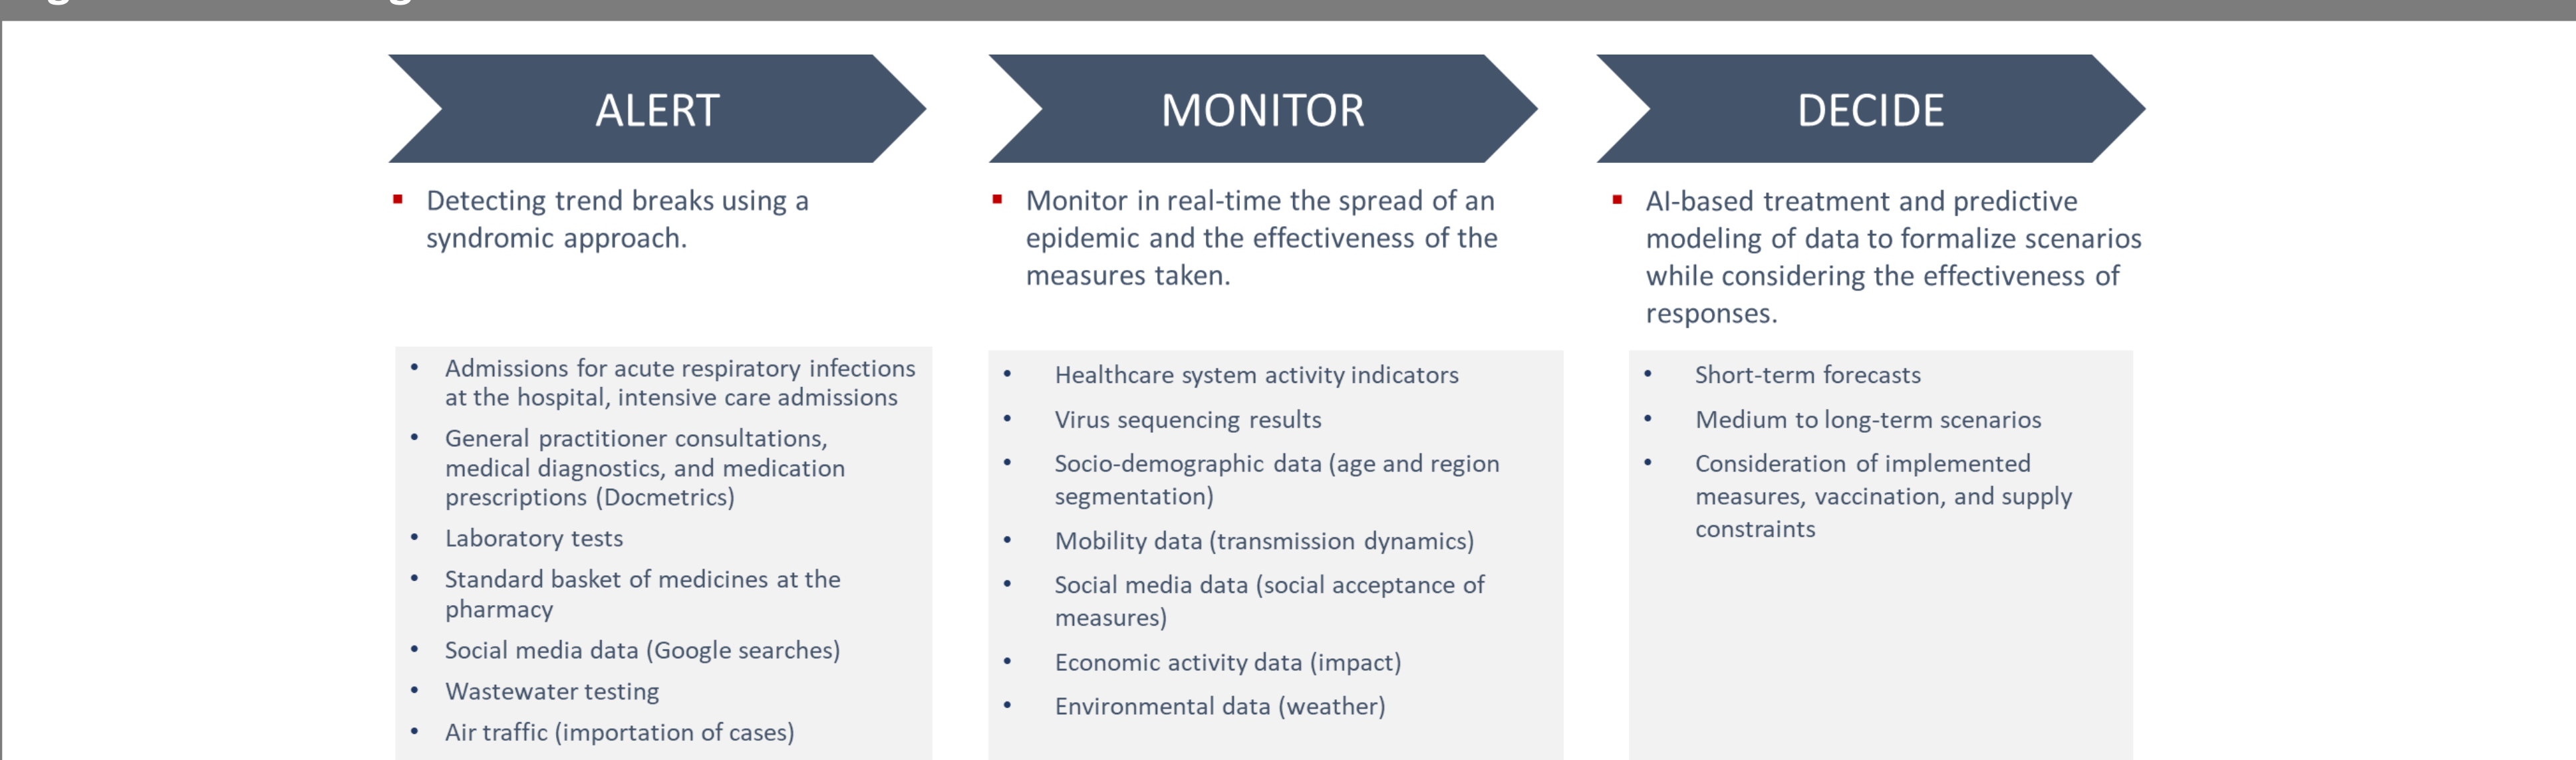 ALERT
Detecting trend breaks using a
syndromic approach.
Admissions for acute respiratory infections
at the hospital, intensive care admissions
General practitioner consultations,
medical diagnostics, and medication
prescriptions (Docmetrics)
Laboratory tests
Standard basket of medicines at the
pharmacy
Social media data (Google searches)
Wastewater testing
Air traffic (importation of cases)
MONITOR
Monitor in real-time the spread of an
epidemic and the effectiveness of the
measures taken.
Healthcare system activity indicators
Virus sequencing results
Socio-demographic data (age and region
segmentation)
Mobility data (transmission dynamics)
Social media data (social acceptance of
measures)
Economic activity data (impact)
Environmental data (weather)
DECIDE
AI-based treatment and predictive
modeling of data to formalize scenarios
while considering the effectiveness of
responses.
Short-term forecasts
Medium to long-term scenarios
Consideration of implemented
measures, vaccination, and supply
constraints